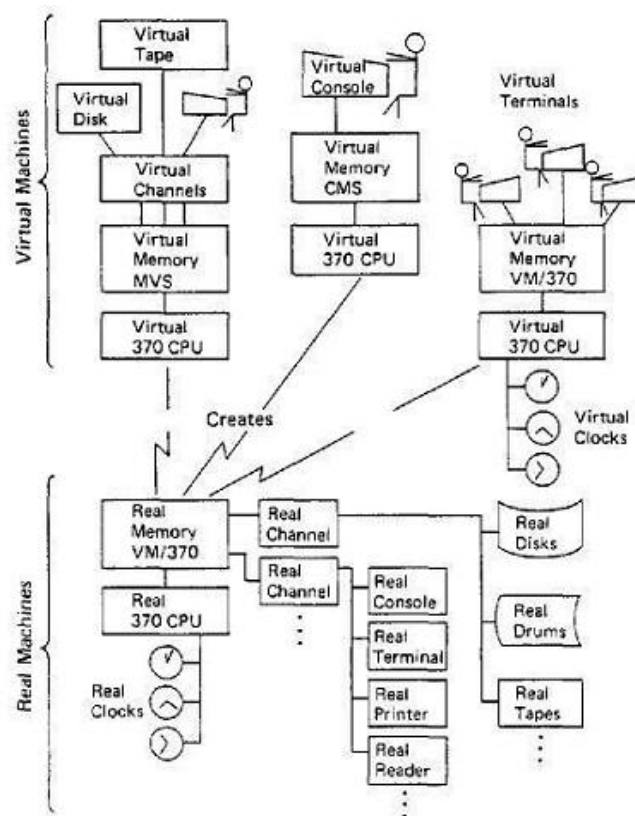 Virtual Machines
Virtual
Tape
Virtual
Disk
Virtual
Channels
Virtual
Memory
MVS
Virtual
370 CPU
Virtual
Console
Virtual
Memory
CMS
Virtual
370 CPU
Virtual
Terminals
Virtual
Memory
VM/370
Virtual
370 CPU
Virtual
Clocks
Creates
Real Machines
Real
Memory
VM/370
Real
370 CPU
Real
Clocks
Real
Channel
Real
Channel
Real
Console
Real
Terminal
Real
Printer
Real
Reader
Real
Disks
Real
Drums
Real
Tapes